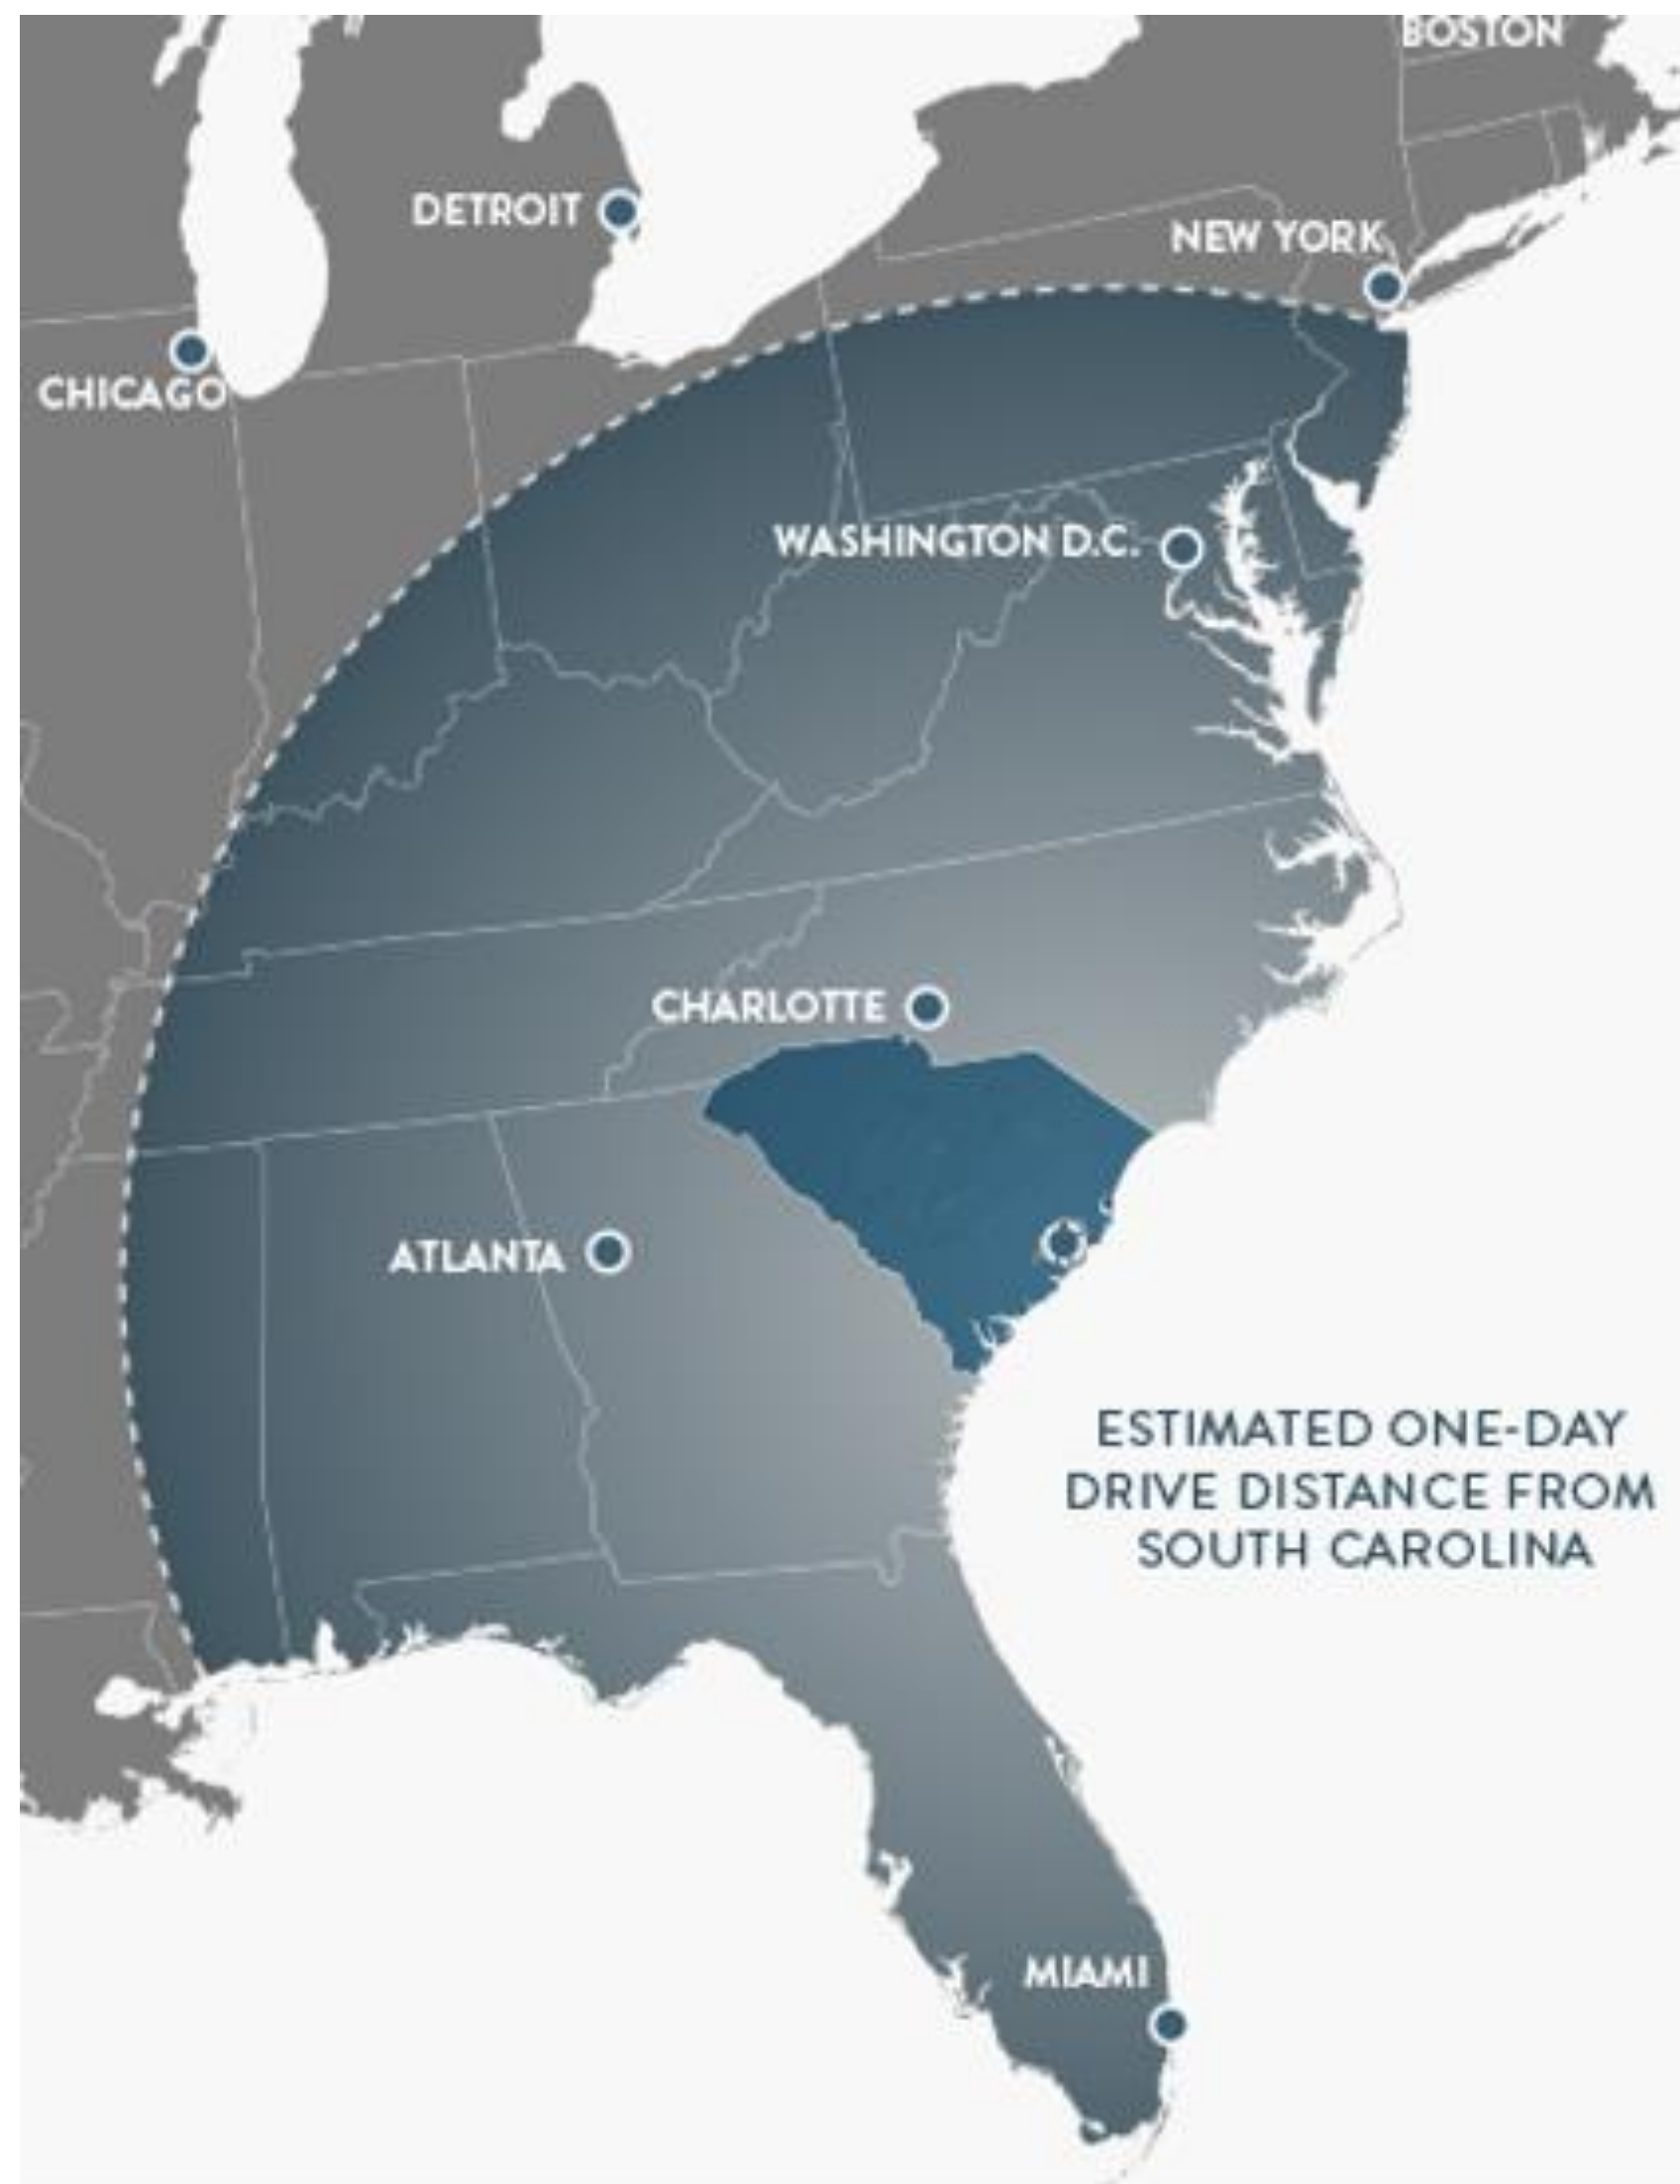 BOSTON
DETROIT
NEW YORK
CHICAGO
WASHINGTON D.C.
CHARLOTTE
ATLANTA
ESTIMATED ONE-DAY
DRIVE DISTANCE FROM
SOUTH CAROLINA
MIAMI